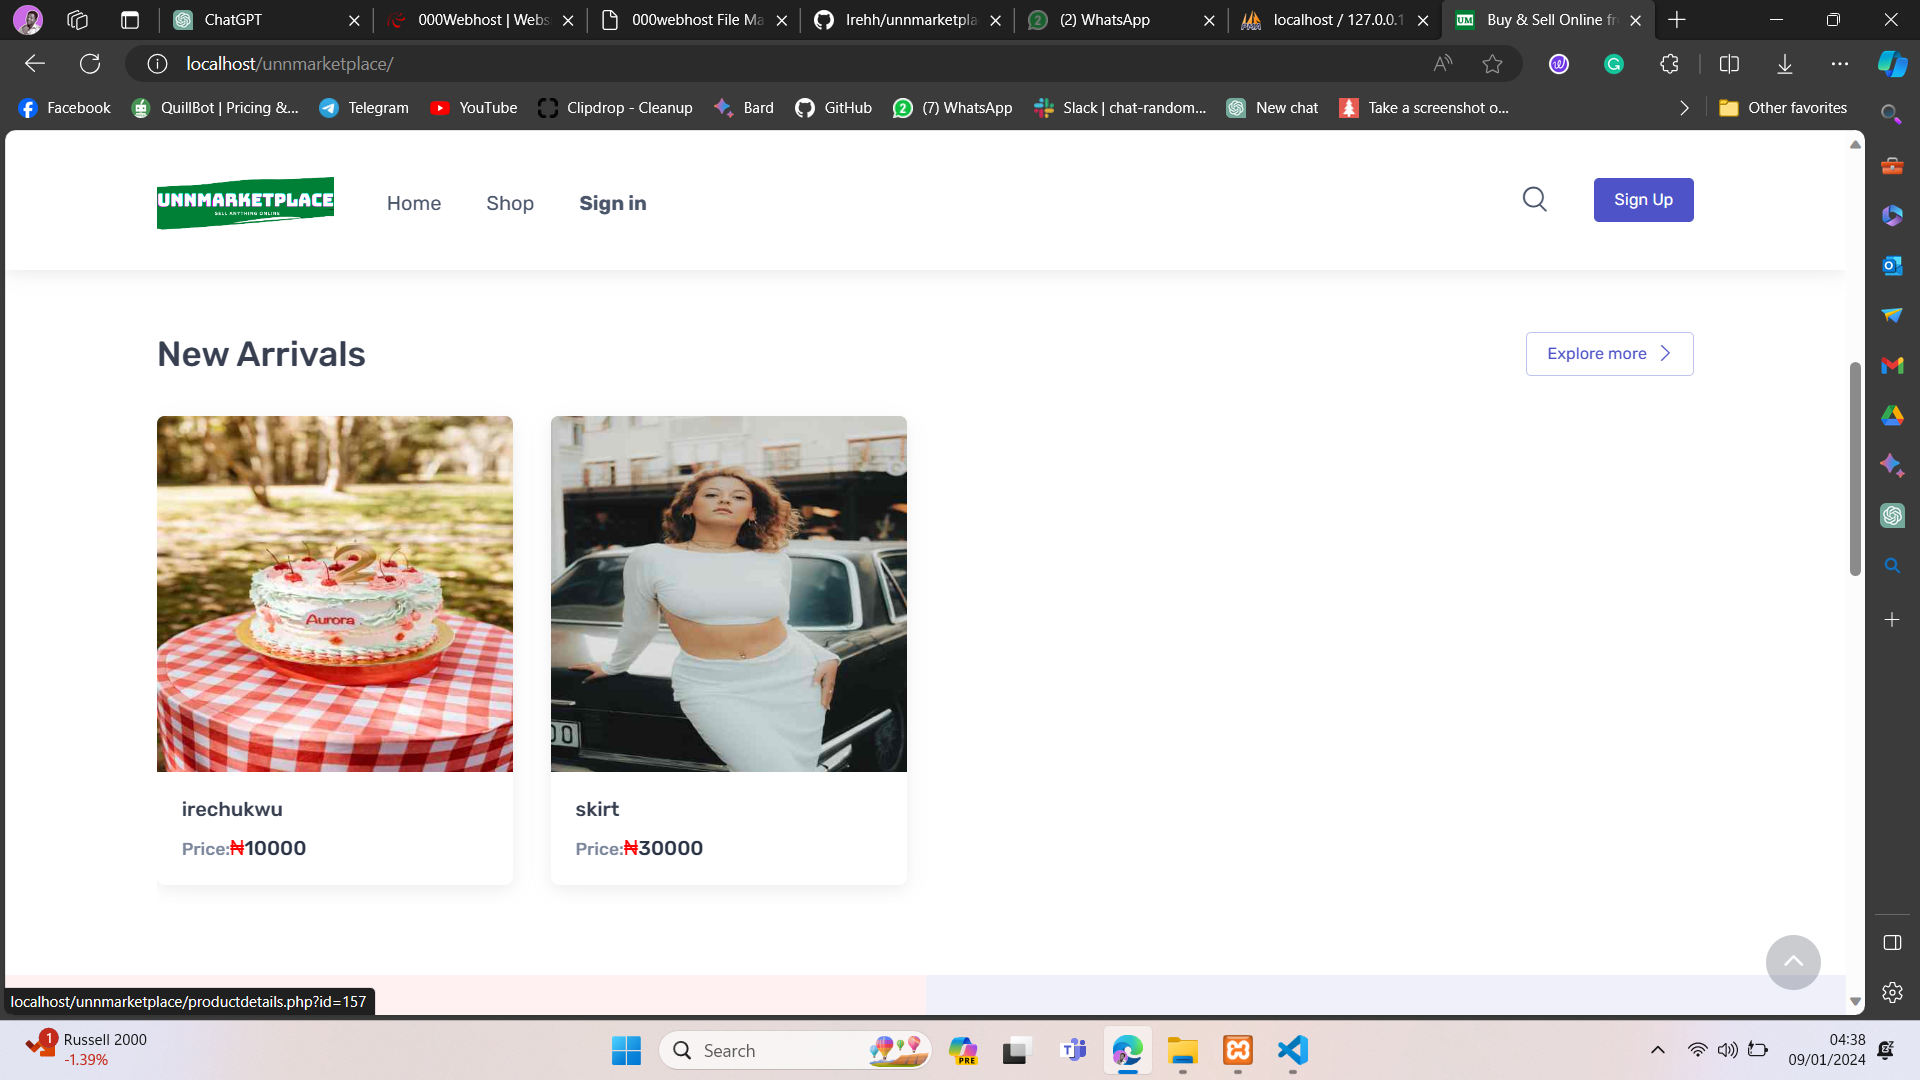 ChatGPT
000Webhost | Webs
000webhost File Ma
Irehh/unnmarketpla
(2) WhatsApp
localhost / 127.0.0.1
Buy & Sell Online fr
localhost/unnmarketplace/
Facebook
QuillBot | Pricing &...
Telegram
YouTube
Clipdrop - Cleanup
Bard
GitHub
(7) WhatsApp
Slack | chat-random...
New chat
Take a screenshot o...
Other favorites
UNNMARKETPLACE
SELL ANYTHING ONLINE
Home
Shop
Sign in
Sign Up
New Arrivals
Explore more
2
Aurora
00
irechukwu
Price:₦10000
skirt
Price:₦30000
localhost/unnmarketplace/productdetails.php?id=157
1
Russell 2000
-1.39%
Search
PRE
04:38
09/01/2024